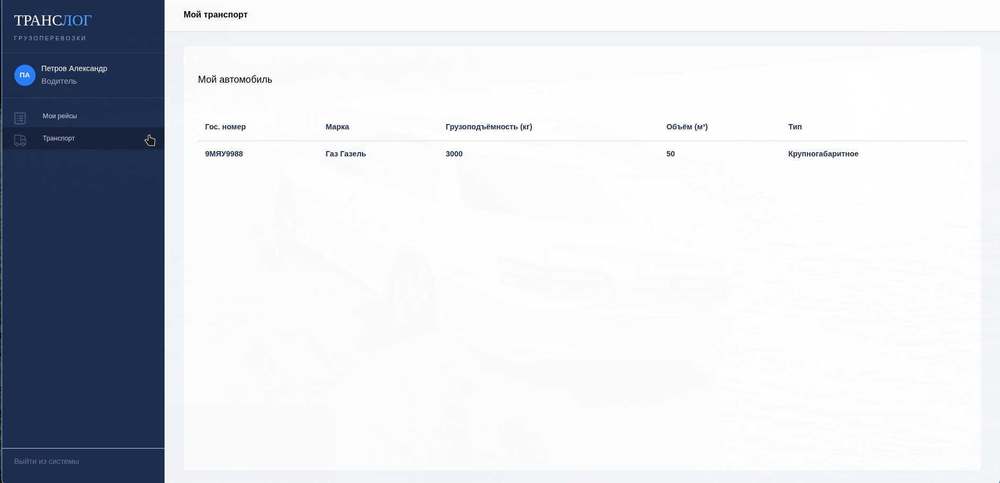 ТРАНСЛОГ
ГРУЗОПЕРЕВОЗКИ
ПА
Петров Александр
Водитель
Мои рейсы
Транспорт
Выйти из системы
Мой транспорт
Мой автомобиль
Гос. номер Марка Грузоподъёмность (кг) Объём (м³) Тип
9МЯУ9988 Газ Газель 3000 50 Крупногабаритное